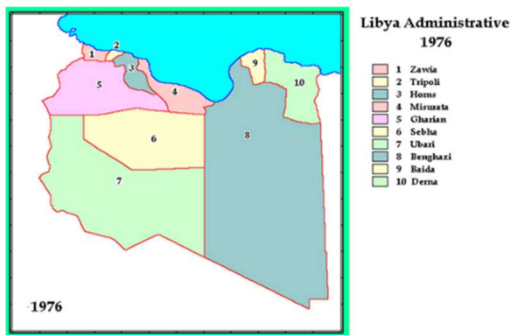 Libya Administrative
1976
1 Zawia
2 Tripoli
3 Homs
4 Misurata
5 Gharian
6 Sebha
7 Ubari
8 Benghazi
9 Baida
10 Derna
1
2
3
4
5
6
7
8
9
10
1976